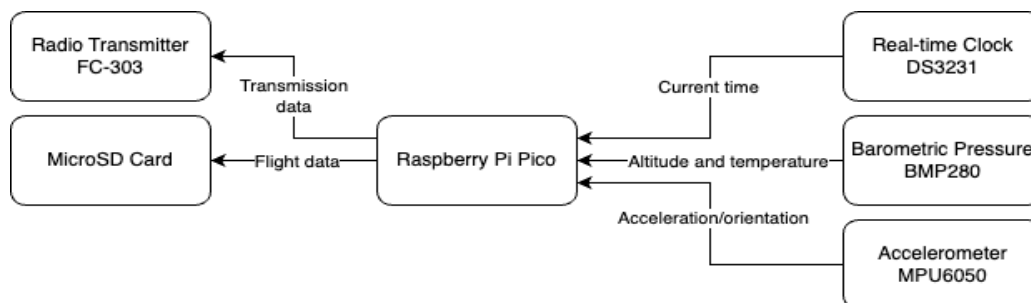 Radio Transmitter
FC-303
Transmission
data
MicroSD Card
Flight data
Raspberry Pi Pico
Current time
Altitude and temperature
Acceleration/orientation
Real-time Clock
DS3231
Barometric Pressure
BMP280
Accelerometer
MPU6050